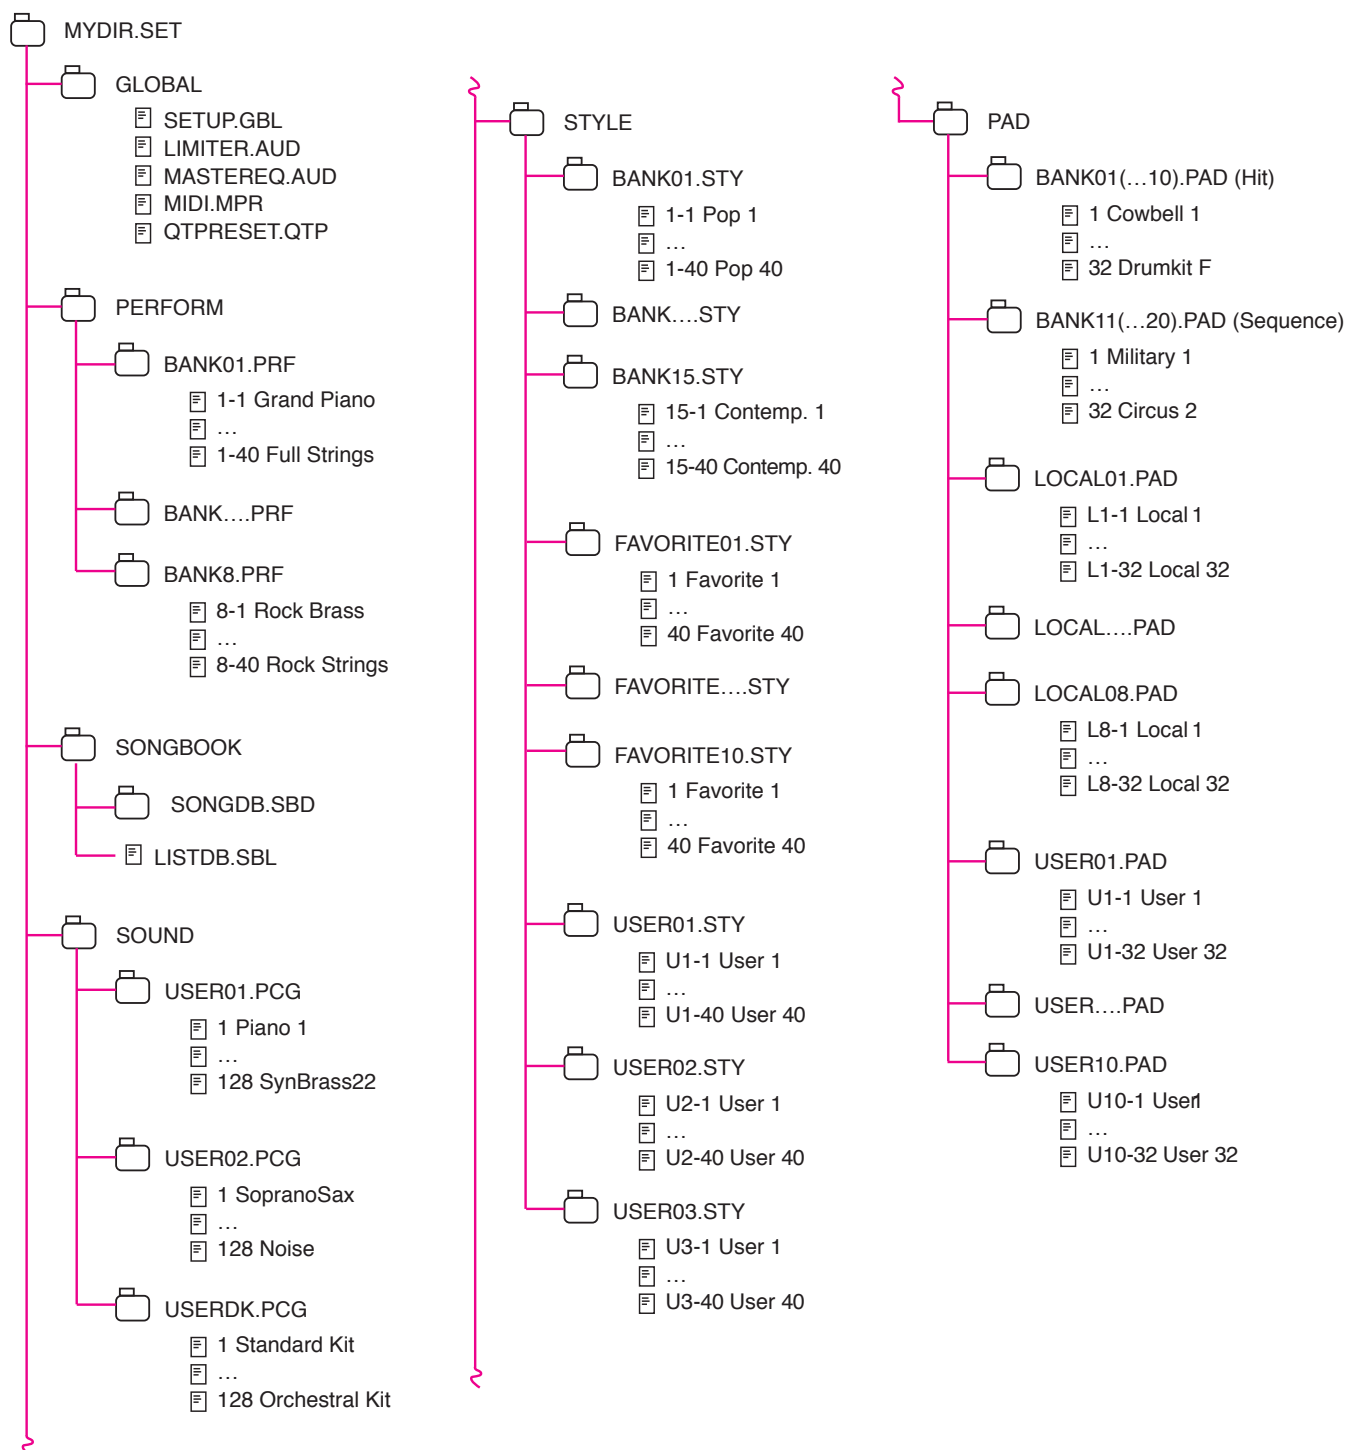 MYDIR.SET
GLOBAL
SETUP.GBL
LIMITER.AUD
MASTEREQ.AUD
MIDI.MPR
QTPRESET.QTP
PERFORM
BANK01.PRF
1-1 Grand Piano
…
1-40 Full Strings
BANK….PRF
BANK8.PRF
8-1 Rock Brass
…
8-40 Rock Strings
SONGBOOK
SONGDB.SBD
LISTDB.SBL
SOUND
USER01.PCG
1 Piano 1
…
128 SynBrass22
USER02.PCG
1 SopranoSax
…
128 Noise
USERDK.PCG
1 Standard Kit
…
128 Orchestral Kit
STYLE
BANK01.STY
1-1 Pop 1
…
1-40 Pop 40
BANK….STY
BANK15.STY
15-1 Contemp. 1
…
15-40 Contemp. 40
FAVORITE01.STY
1 Favorite 1
…
40 Favorite 40
FAVORITE….STY
FAVORITE10.STY
1 Favorite 1
…
40 Favorite 40
USER01.STY
U1-1 User 1
…
U1-40 User 40
USER02.STY
U2-1 User 1
…
U2-40 User 40
USER03.STY
U3-1 User 1
…
U3-40 User 40
PAD
BANK01(…10).PAD (Hit)
1 Cowbell 1
…
32 Drumkit F
BANK11(…20).PAD (Sequence)
1 Military 1
…
32 Circus 2
LOCAL01.PAD
L1-1 Local 1
…
L1-32 Local 32
LOCAL….PAD
LOCAL08.PAD
L8-1 Local 1
…
L8-32 Local 32
USER01.PAD
U1-1 User 1
…
U1-32 User 32
USER….PAD
USER10.PAD
U10-1 User1
…
U10-32 User 32